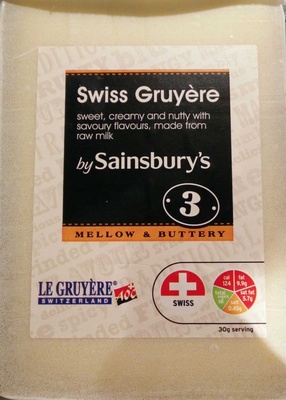 Swiss Gruyère
sweet, creamy and nutty with
savoury flavours, made from
raw milk
by Sainsbury's
3
MELLOW & BUTTERY
LE GRUYÈRE
SWITZERLAND
AOC
SWISS
cal
124
fat
9.9g
sat fat
5.7g
salt
30g serving